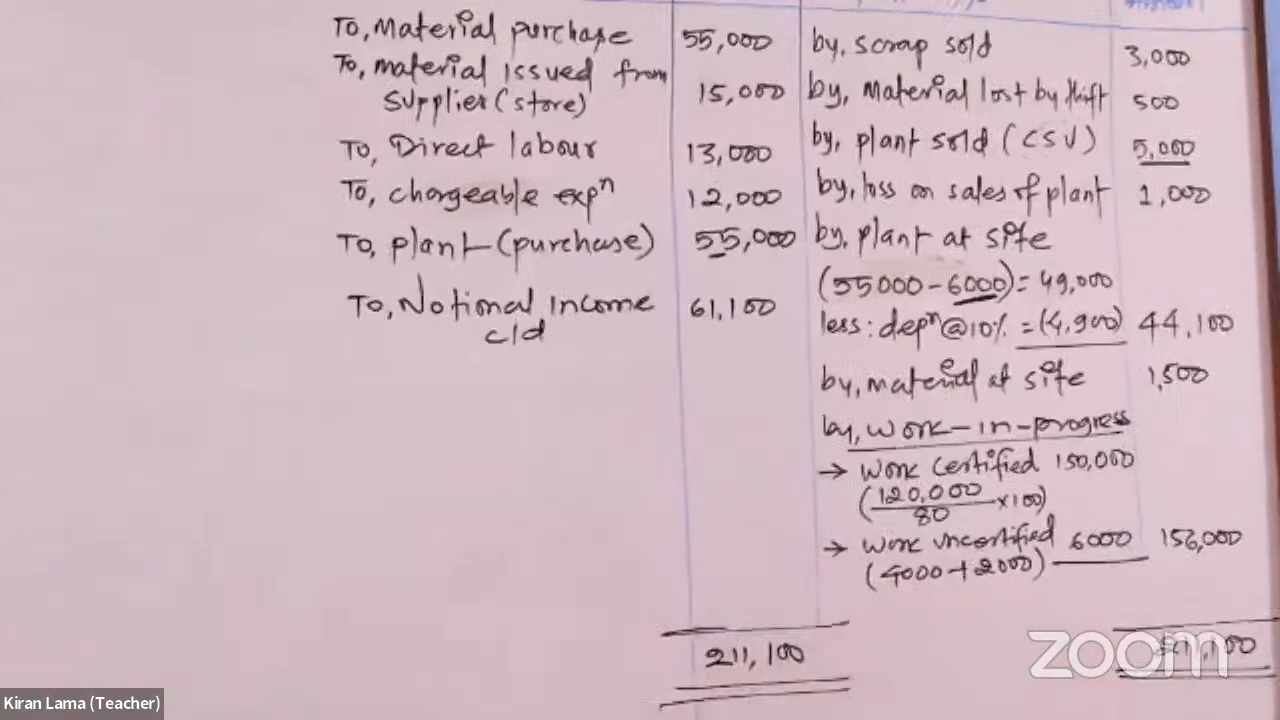 To, Material purchase 55,000
To, material issued from
supplier (store) 15,000
To, Direct labour 13,000
To, chargeable expⁿ 12,000
To, plant (purchase) 55,000
To, Notional income 61,100
c/d
211,100
by, scrap sold 3,000
by, Material lost by thift 500
by, plant sold (CSV) 5,000
by, loss on sales of plant 1,000
by, plant at site
(55000-6000) = 49,000
less: depⁿ @10% = (4,900) 44,100
by, material at site 1,500
by, work-in-progress
→ work certified 150,000
(120,000/80 ×100)
→ work uncertified 6000 156,000
(4000+2000)
211,100
zoom
Kiran Lama (Teacher)